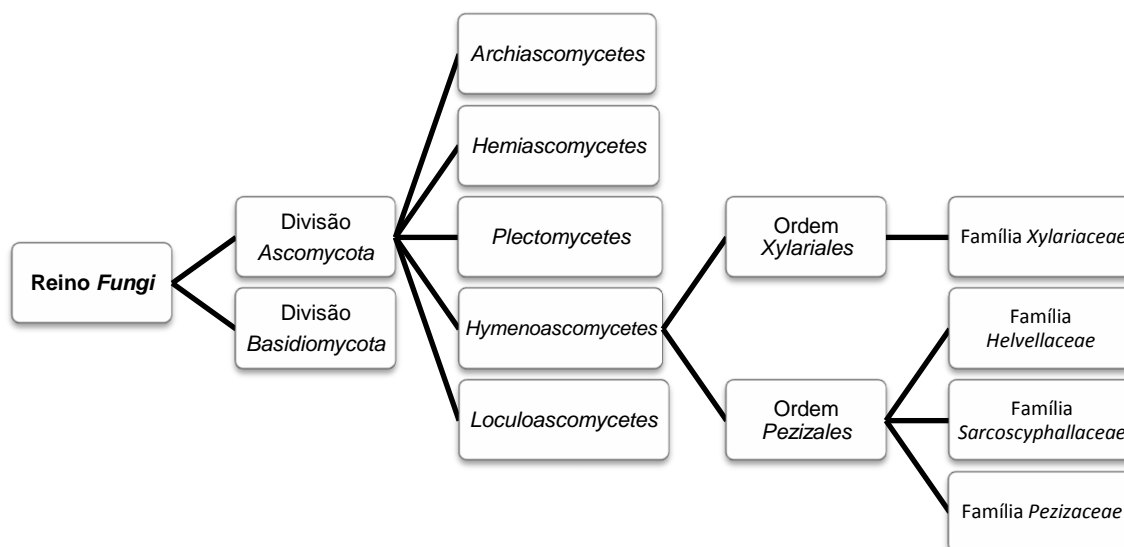 Reino Fungi
Divisão
Ascomycota
Divisão
Basidiomycota
Archiascomycetes
Hemiascomycetes
Plectomycetes
Hymenoascomycetes
Loculoascomycetes
Ordem
Xylariales
Ordem
Pezizales
Família Xylariaceae
Família
Helvellaceae
Família
Sarcoscyphallaceae
Família Pezizaceae